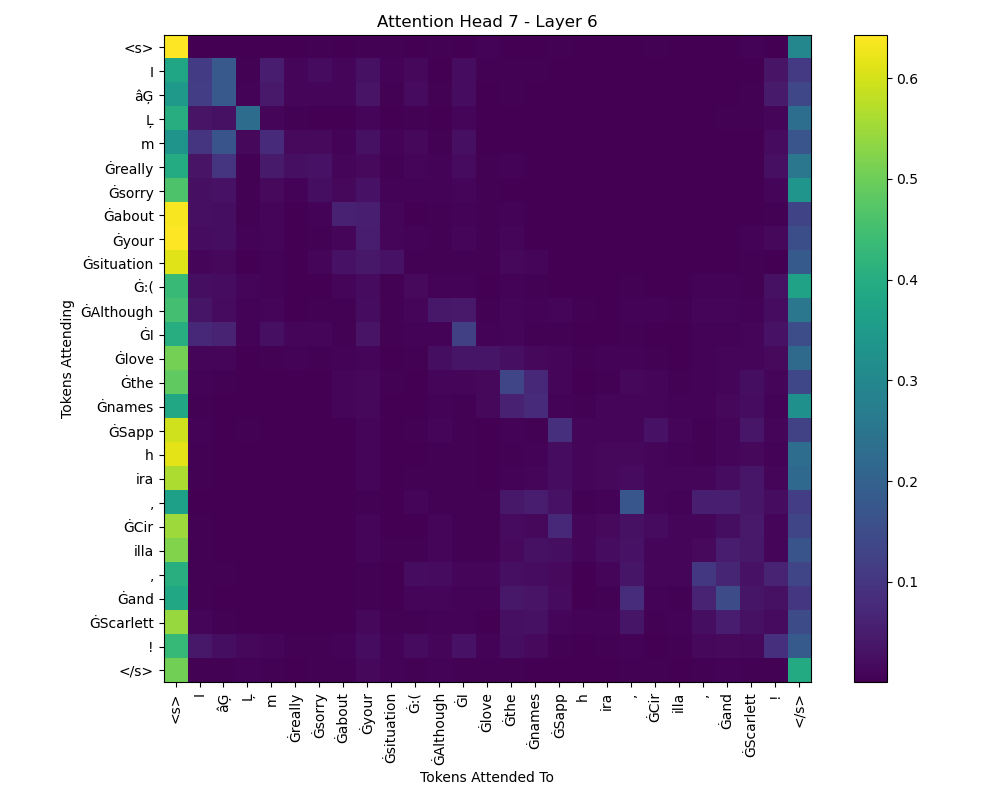 Attention Head 7 - Layer 6
<s>
I
âĢ
Ļ
m
Ġreally
Ġsorry
Ġabout
Ġyour
Ġsituation
Ġ:(
ĠAlthough
ĠI
Ġlove
Ġthe
Ġnames
ĠSapp
h
ira
,
ĠCir
illa
,
Ġand
ĠScarlett
!
</s>
Tokens Attending
<s>
I
âĢ
Ļ
m
Ġreally
Ġsorry
Ġabout
Ġyour
Ġsituation
Ġ:(
ĠAlthough
ĠI
Ġlove
Ġthe
Ġnames
ĠSapp
h
ira
,
ĠCir
illa
,
Ġand
ĠScarlett
!
</s>
Tokens Attended To
0.6
0.5
0.4
0.3
0.2
0.1